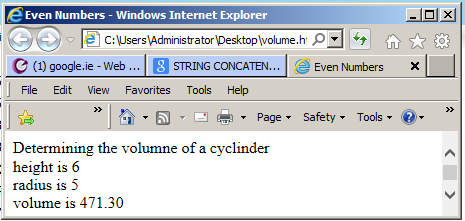 Even Numbers - Windows Internet Explorer
C:\Users\Administrator\Desktop\volume.ht
(1) google.ie - Web ...
STRING CONCATEN...
Even Numbers
File Edit View Favorites Tools Help
Page Safety Tools
Determining the volumne of a cyclinder
height is 6
radius is 5
volume is 471.30